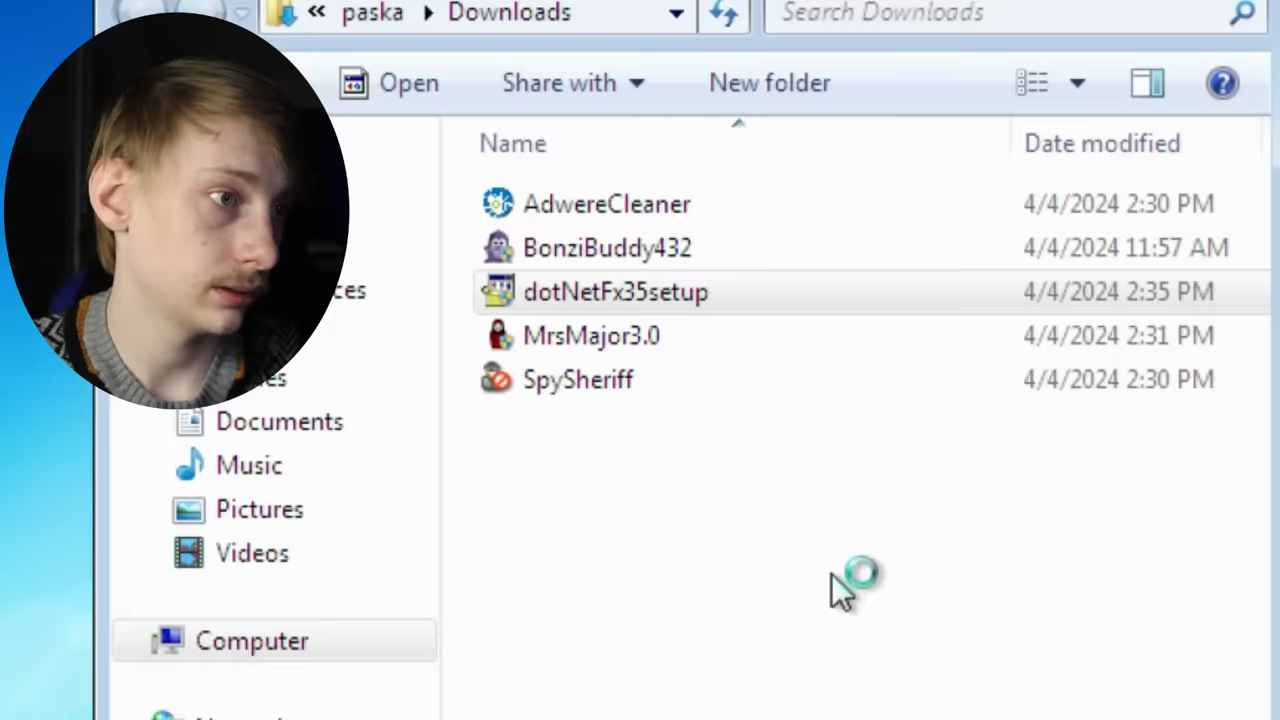 « paska Downloads Search Downloads
Open Share with New folder
Name Date modified
AdwereCleaner 4/4/2024 2:30 PM
BonziBuddy432 4/4/2024 11:57 AM
dotNetFx35setup 4/4/2024 2:35 PM
MrsMajor3.0 4/4/2024 2:31 PM
SpySheriff 4/4/2024 2:30 PM
Documents
Music
Pictures
Videos
Computer